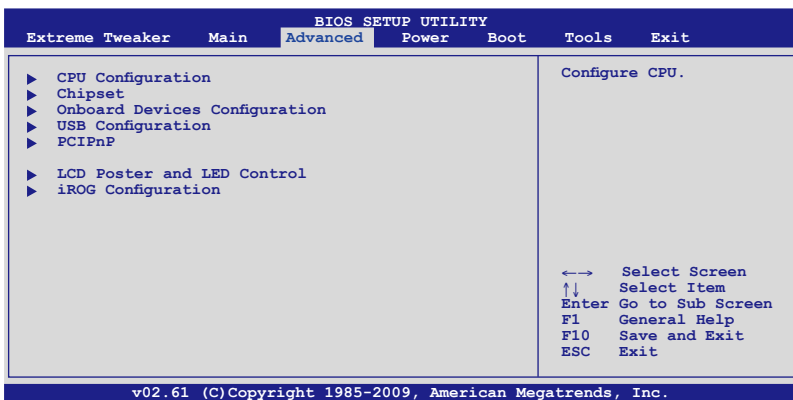 BIOS SETUP UTILITY
Extreme Tweaker Main Advanced Power Boot Tools Exit
CPU Configuration
Chipset
Onboard Devices Configuration
USB Configuration
PCIPnP
LCD Poster and LED Control
iROG Configuration
Configure CPU.
←→ Select Screen
↑↓ Select Item
Enter Go to Sub Screen
F1 General Help
F10 Save and Exit
ESC Exit
v02.61 (C)Copyright 1985-2009, American Megatrends, Inc.